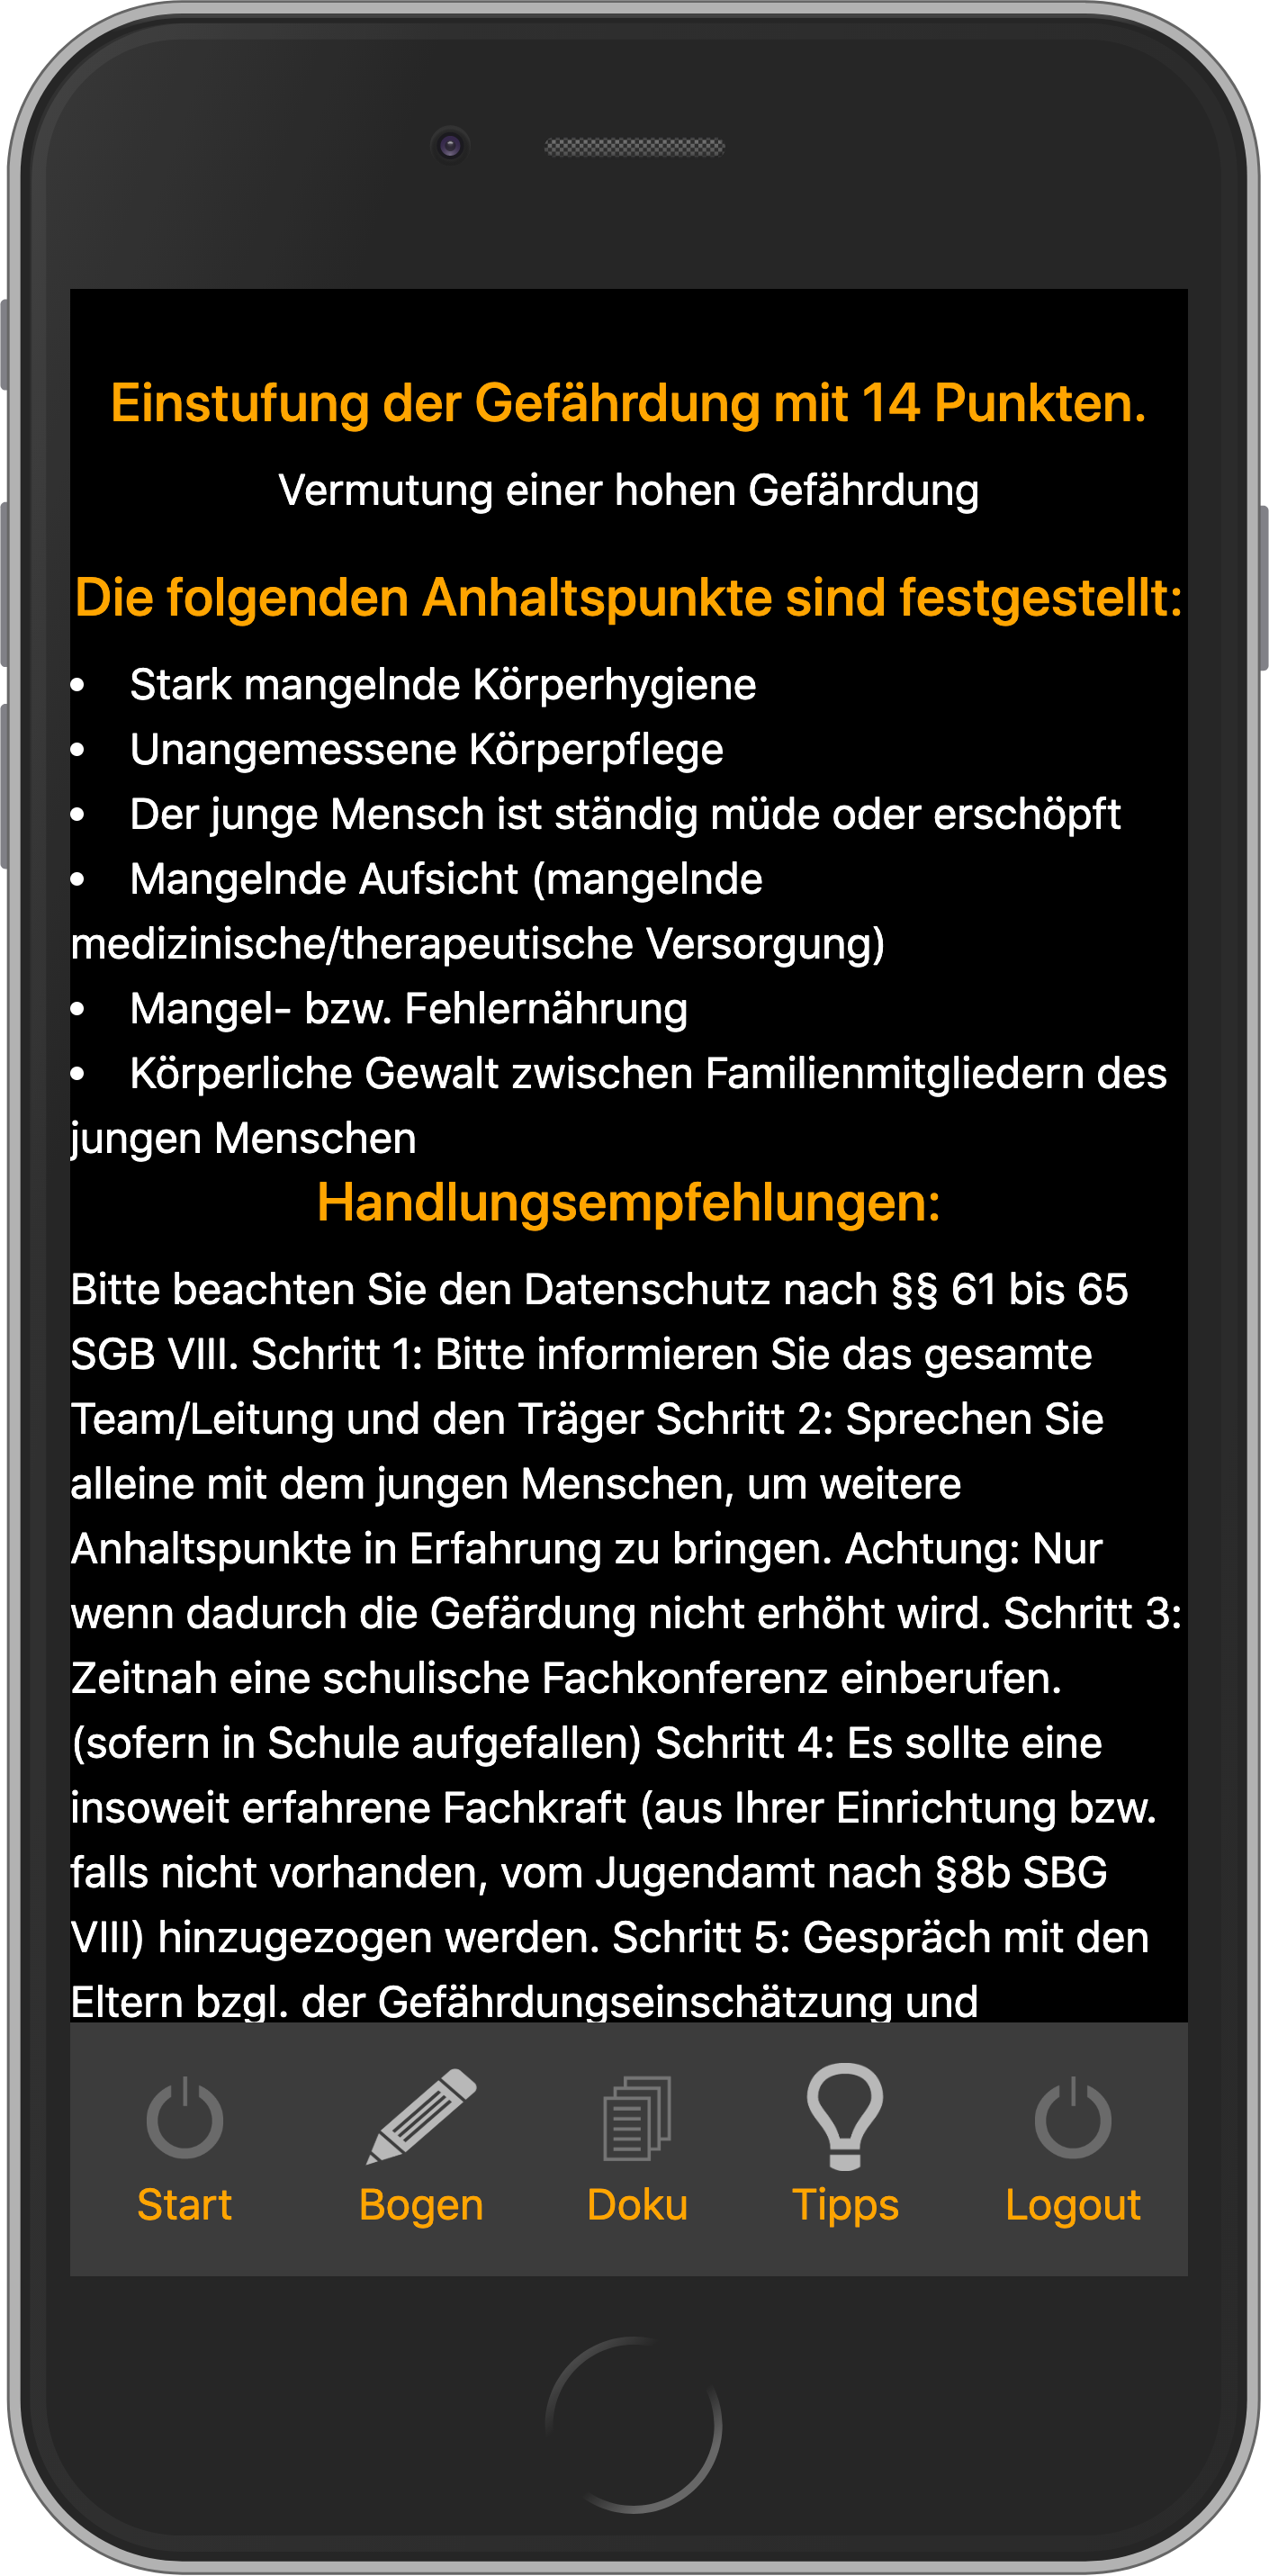 Einstufung der Gefährdung mit 14 Punkten.
Vermutung einer hohen Gefährdung
Die folgenden Anhaltspunkte sind festgestellt:
• Stark mangelnde Körperhygiene
• Unangemessene Körperpflege
• Der junge Mensch ist ständig müde oder erschöpft
• Mangelnde Aufsicht (mangelnde
medizinische/therapeutische Versorgung)
• Mangel- bzw. Fehlernährung
• Körperliche Gewalt zwischen Familienmitgliedern des
jungen Menschen
Handlungsempfehlungen:
Bitte beachten Sie den Datenschutz nach §§ 61 bis 65
SGB VIII. Schritt 1: Bitte informieren Sie das gesamte
Team/Leitung und den Träger Schritt 2: Sprechen Sie
alleine mit dem jungen Menschen, um weitere
Anhaltspunkte in Erfahrung zu bringen. Achtung: Nur
wenn dadurch die Gefärdung nicht erhöht wird. Schritt 3:
Zeitnah eine schulische Fachkonferenz einberufen.
(sofern in Schule aufgefallen) Schritt 4: Es sollte eine
insoweit erfahrene Fachkraft (aus Ihrer Einrichtung bzw.
falls nicht vorhanden, vom Jugendamt nach §8b SBG
VIII) hinzugezogen werden. Schritt 5: Gespräch mit den
Eltern bzgl. der Gefährdungseinschätzung und
Start Bogen Doku Tipps Logout